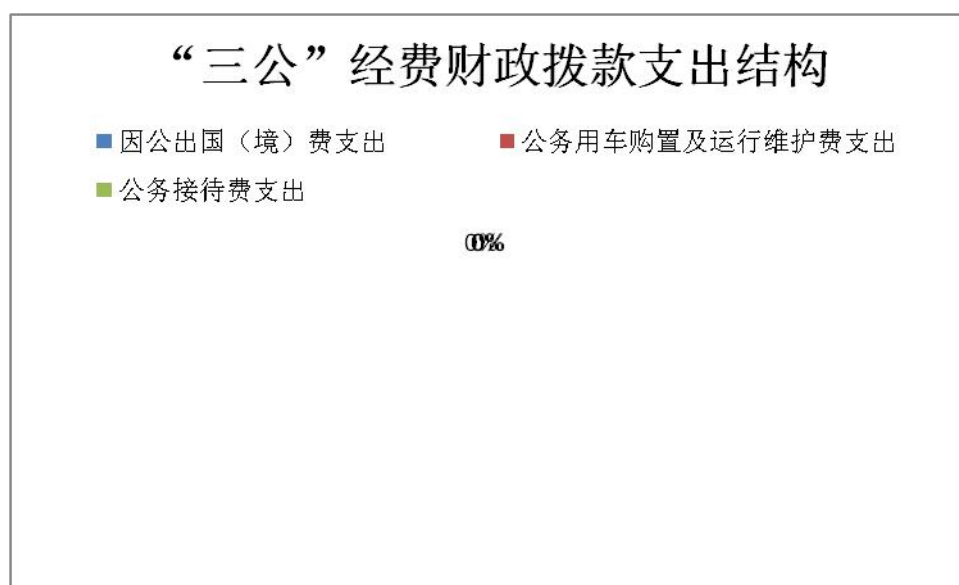 “三公”经费财政拨款支出结构
因公出国（境）费支出
公务用车购置及运行维护费支出
公务接待费支出
0%